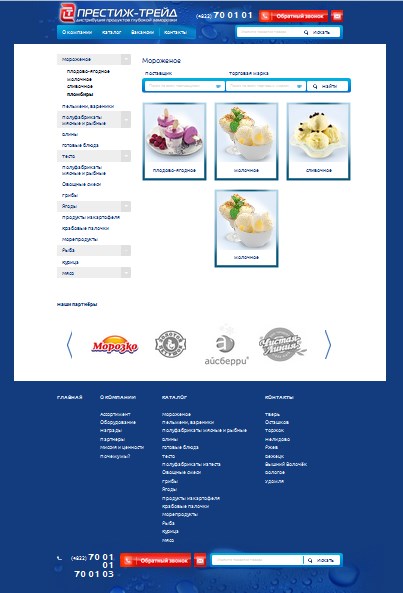 ПРЕСТИЖ-ТРЕЙД
дистрибуция продуктов глубокой заморозки
(4822) 70 01 01
Обратный звонок
О компании Каталог Вакансии Контакты
Искать
Мороженое
плодово-ягодное
молочное
сливочное
пломбиры
пельмени, вареники
полуфабрикаты
мясные и рыбные
блины
готовые блюда
тесто
полуфабрикаты
мясные и рыбные
Овощные смеси
грибы
Ягоды
продукты из картофеля
крабовые палочки
морепродукты
Рыба
курица
мясо
Мороженое
поставщик торговая марка
найти
плодово-ягодное молочное сливочное
молочное
наши партнёры
Морозко
ЗОЛОТОЙ ПЕТУШОК
айсберри
Чистая Линия
ГЛАВНАЯ О КОМПАНИИ КАТАЛОГ КОНТАКТЫ
Ассортимент
Оборудование
награды
партнеры
миссия и ценности
почему мы?
Мороженое
пельмени, вареники
полуфабрикаты мясные и рыбные
блины
готовые блюда
тесто
полуфабрикаты из теста
Овощные смеси
грибы
Ягоды
продукты из картофеля
крабовые палочки
морепродукты
Рыба
курица
мясо
тверь
Осташков
торжок
нелидово
Ржев
бежецк
Вышний Волочёк
бологое
удомля
(4822) 70 01
01
70 01 03
Обратный звонок
Искать